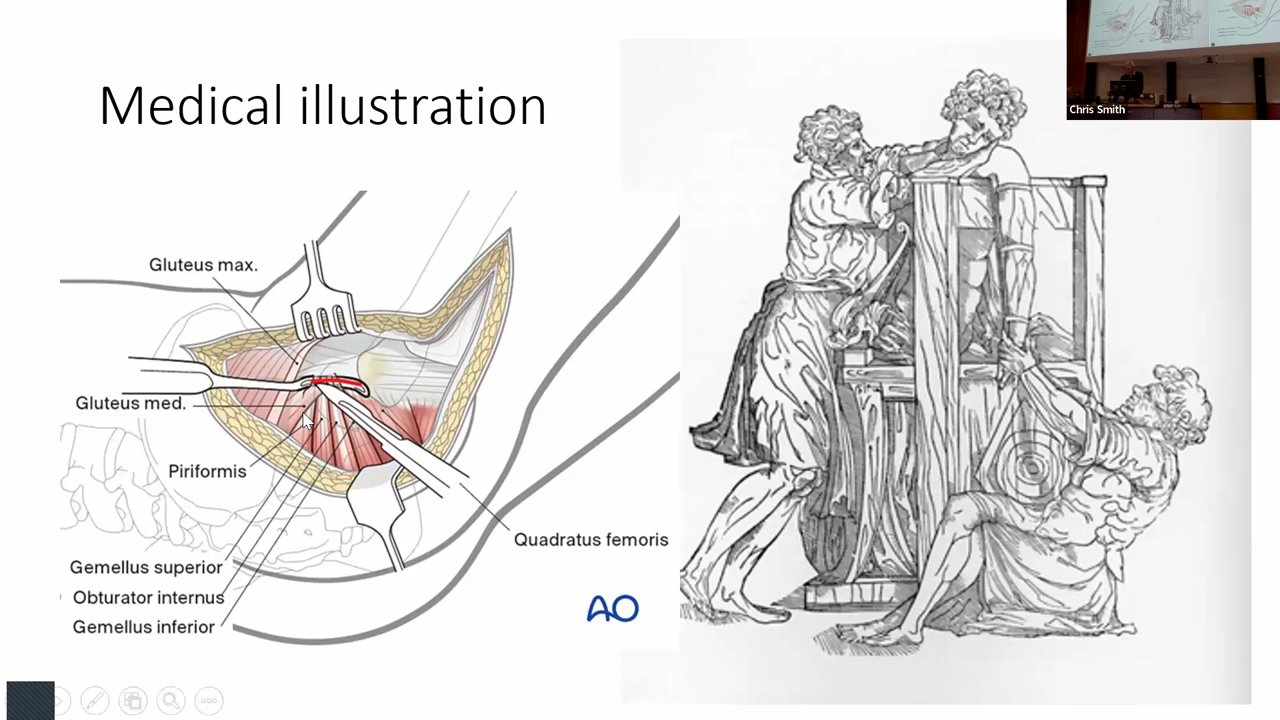 Medical illustration
Chris Smith
Gluteus max.
Gluteus med.
Piriformis
Quadratus femoris
Gemellus superior
Obturator internus
Gemellus inferior
AO